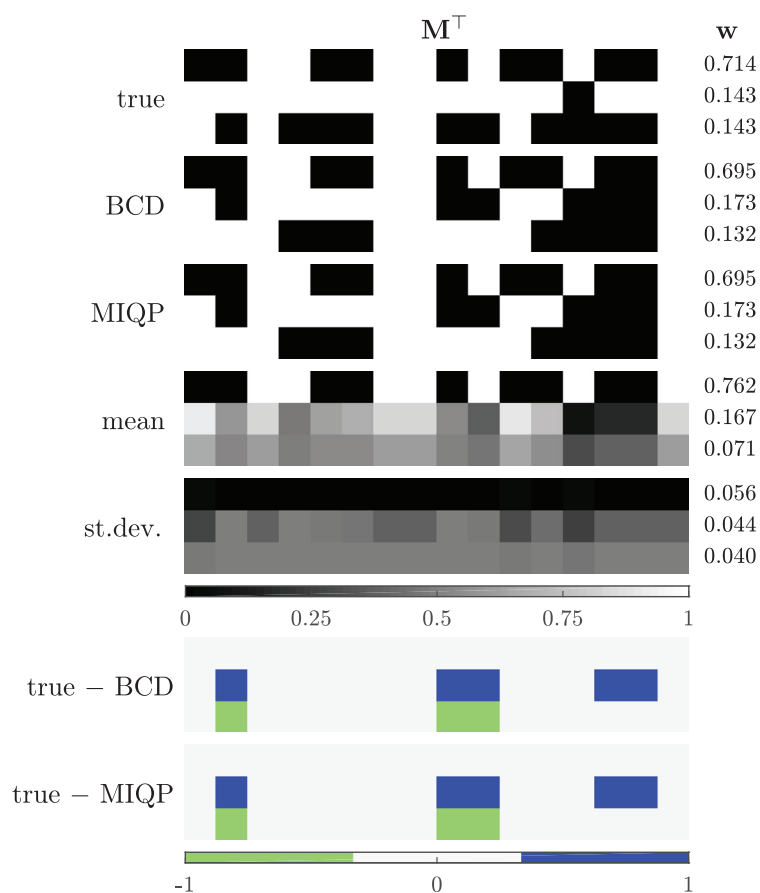 M⊤ w
0.714
true 0.143
0.143
0.695
BCD 0.173
0.132
0.695
MIQP 0.173
0.132
0.762
mean 0.167
0.071
0.056
st.dev. 0.044
0.040
0 0.25 0.5 0.75 1
true − BCD
true − MIQP
-1 0 1